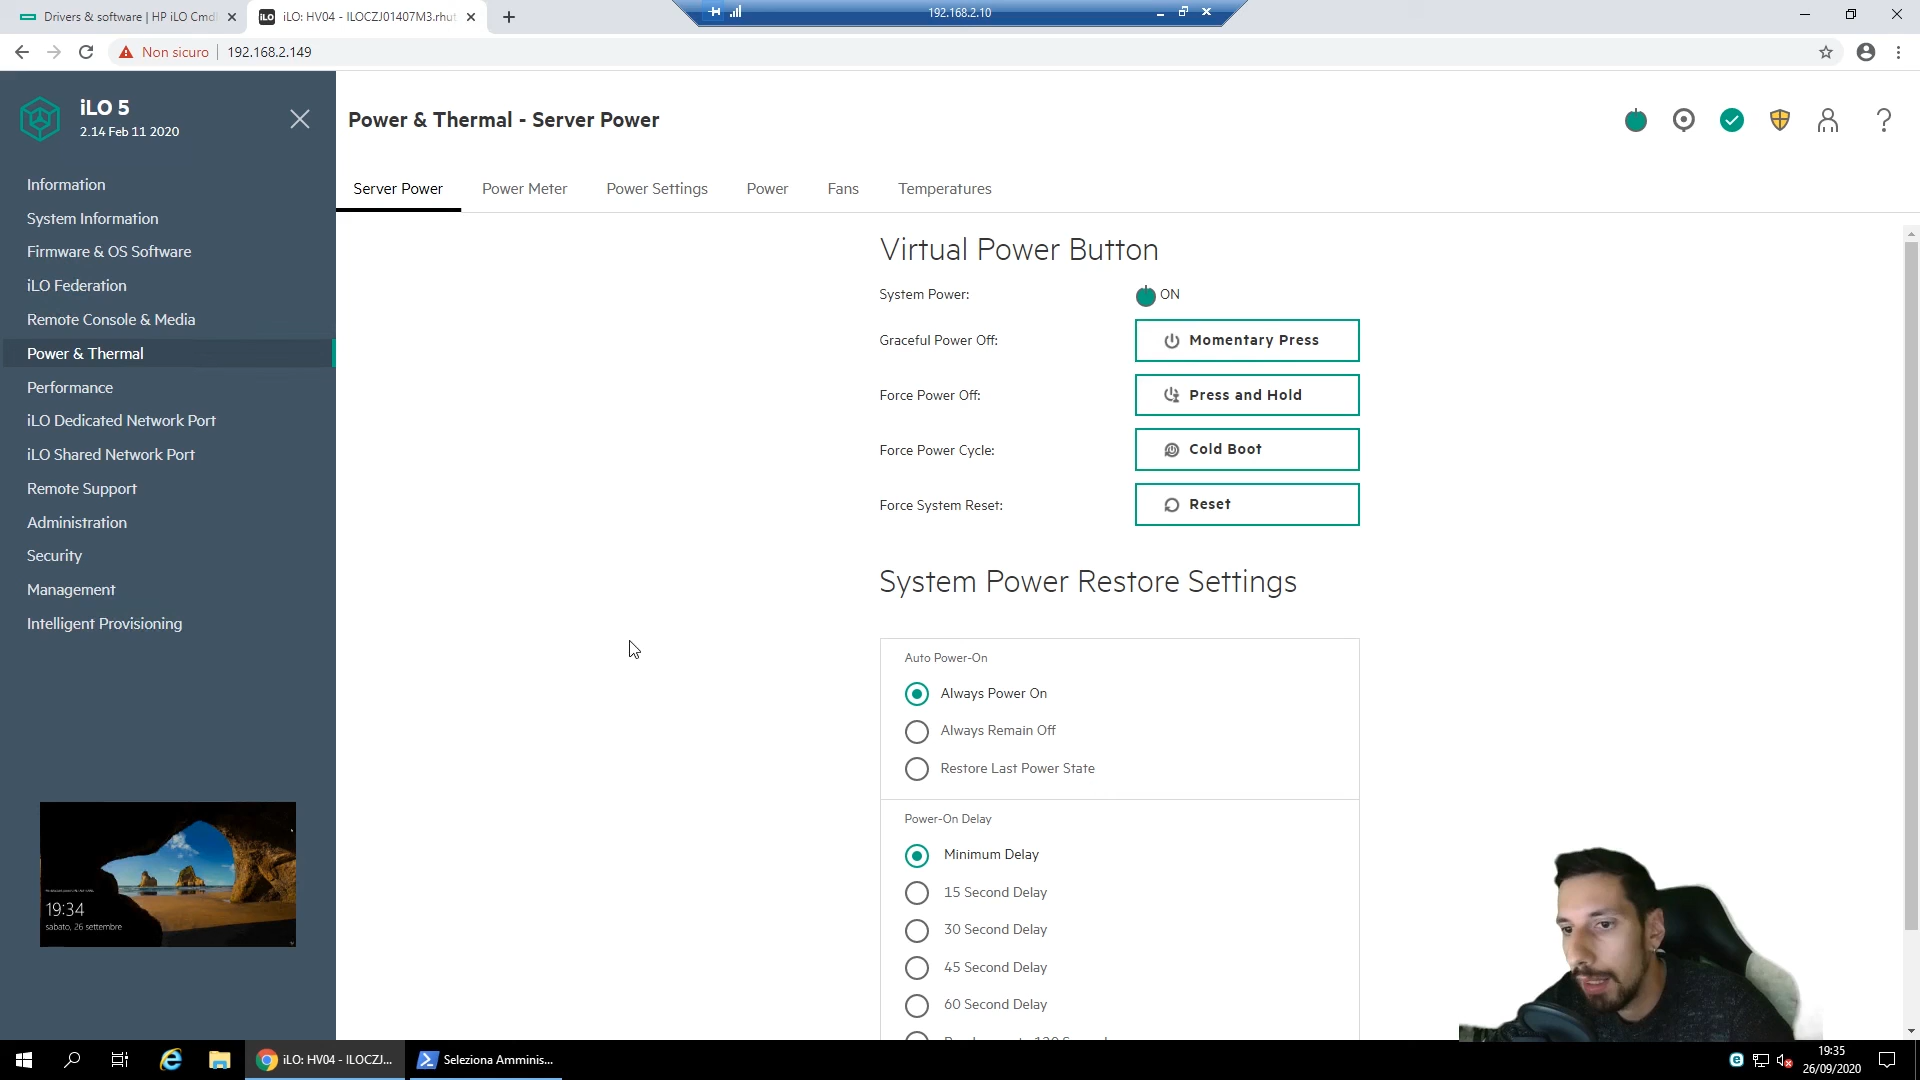 Drivers & software | HP iLO Cmdl
iLO: HV04 - ILOCZJ01407M3.rhut
192.168.2.10
Non sicuro
192.168.2.149
iLO 5
2.14 Feb 11 2020
Power & Thermal - Server Power
Server Power
Power Meter
Power Settings
Power
Fans
Temperatures
Information
System Information
Firmware & OS Software
iLO Federation
Remote Console & Media
Power & Thermal
Performance
iLO Dedicated Network Port
iLO Shared Network Port
Remote Support
Administration
Security
Management
Intelligent Provisioning
19:34
sabato, 26 settembre
Virtual Power Button
System Power:
ON
Graceful Power Off:
Momentary Press
Force Power Off:
Press and Hold
Force Power Cycle:
Cold Boot
Force System Reset:
Reset
System Power Restore Settings
Auto Power-On
Always Power On
Always Remain Off
Restore Last Power State
Power-On Delay
Minimum Delay
15 Second Delay
30 Second Delay
45 Second Delay
60 Second Delay
iLO: HV04 - ILOCZJ...
Seleziona Amminis...
19:35
26/09/2020